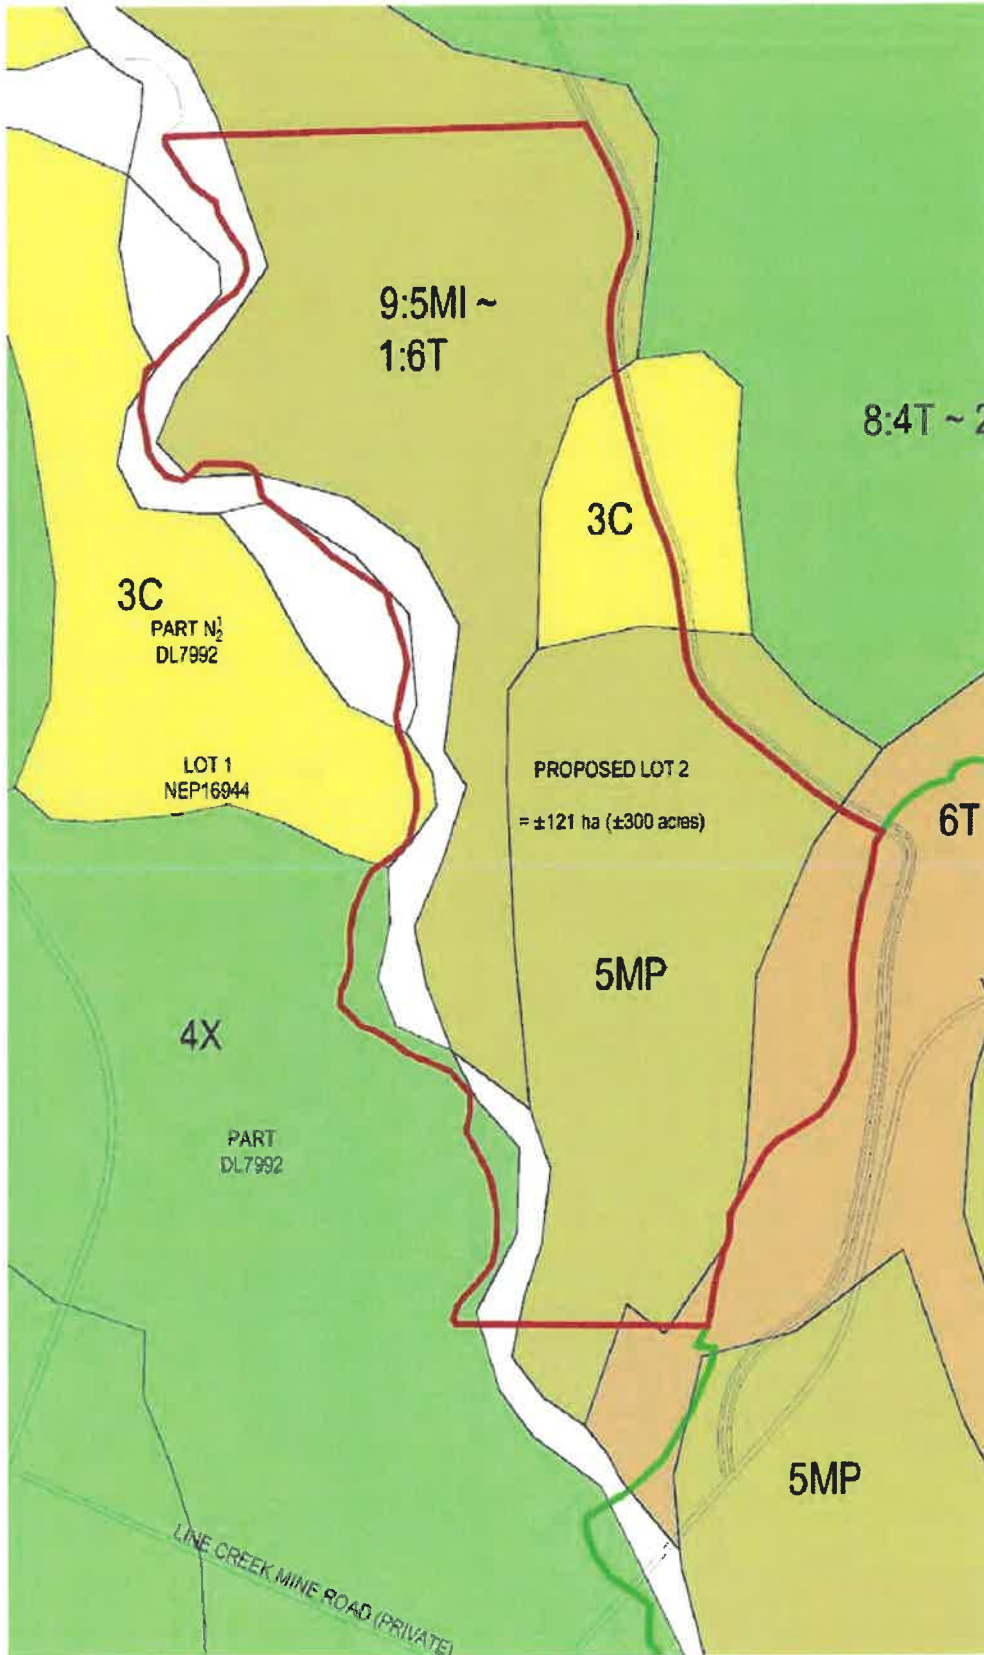 9:5MI ~
1:6T
8:4T ~ 2
3C
3C
PART N½
DL7992
LOT 1
NEP16944
PROPOSED LOT 2
= ±121 ha (±300 acres)
6T
5MP
4X
PART
DL7992
5MP
LINE CREEK MINE ROAD (PRIVATE)